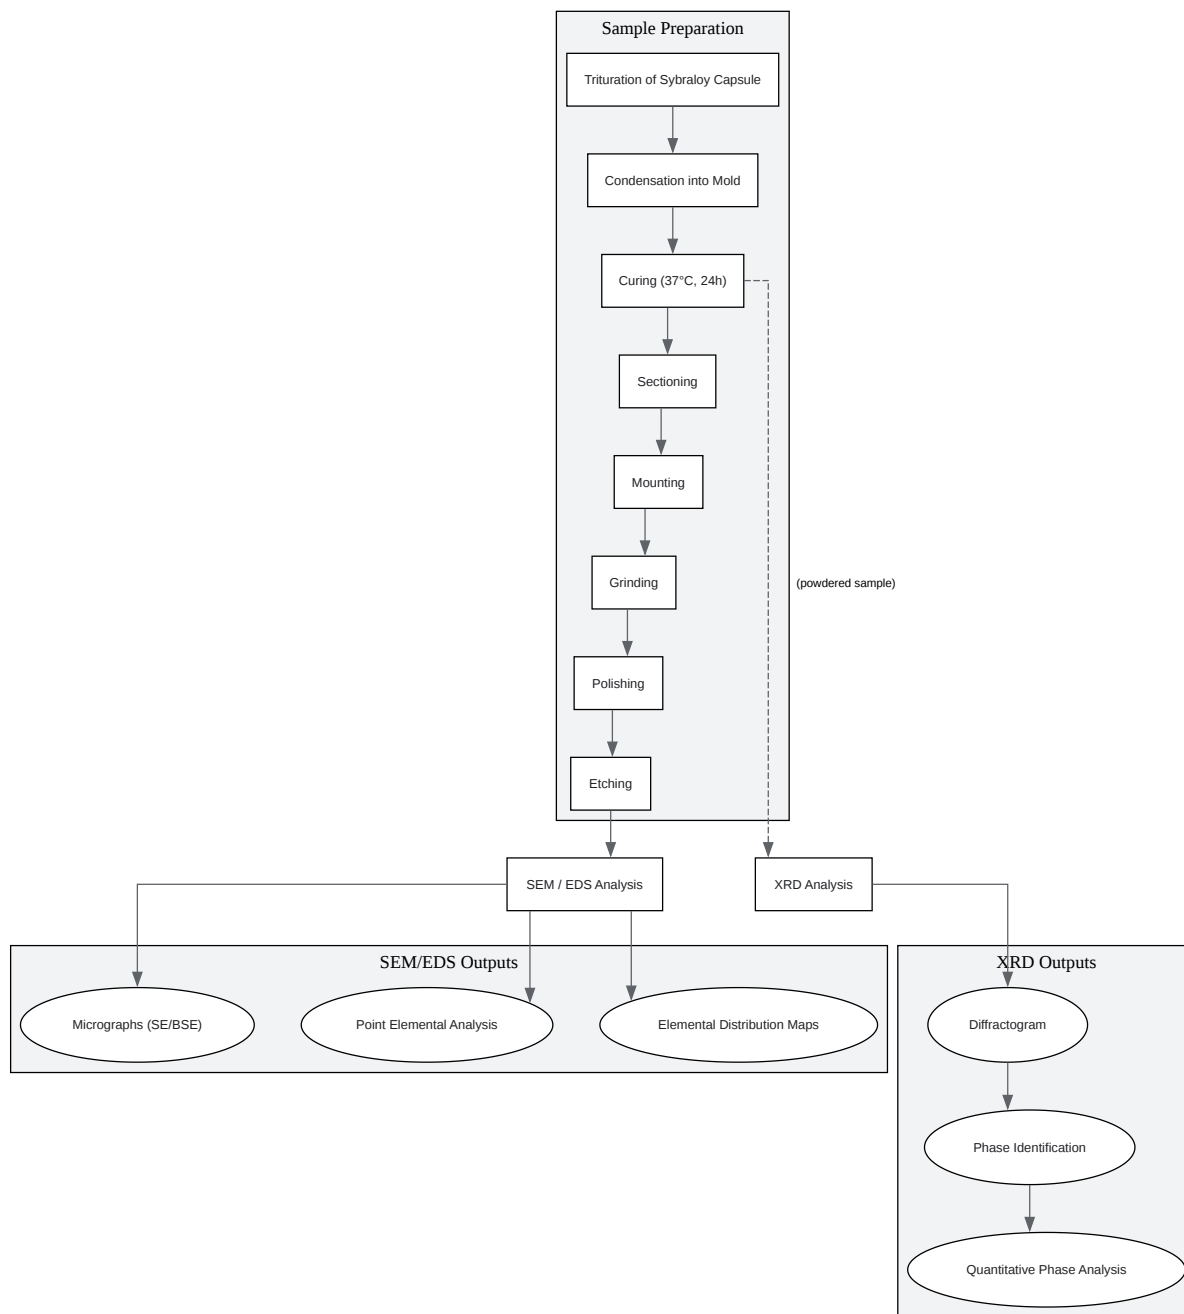 Sample Preparation
Trituration of Sybraloy Capsule
Condensation into Mold
Curing (37°C, 24h)
Sectioning
Mounting
Grinding
(powdered sample)
Polishing
Etching
SEM / EDS Analysis
XRD Analysis
SEM/EDS Outputs
XRD Outputs
Micrographs (SE/BSE)
Point Elemental Analysis
Elemental Distribution Maps
Diffractogram
Phase Identification
Quantitative Phase Analysis